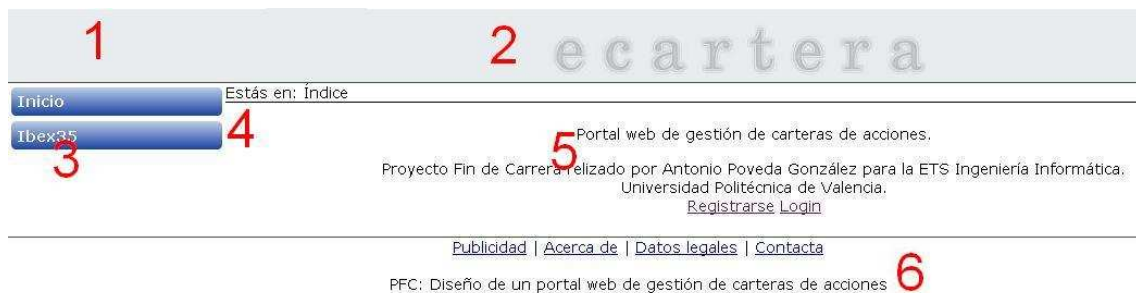 1
2
ecartera
Inicio
Estás en: Índice
Ibex35
3
4
5
Portal web de gestión de carteras de acciones.
Proyecto Fin de Carrera relizado por Antonio Poveda González para la ETS Ingeniería Informática.
Universidad Politécnica de Valencia.
Registrarse Login
Publicidad | Acerca de | Datos legales | Contacta
6
PFC: Diseño de un portal web de gestión de carteras de acciones